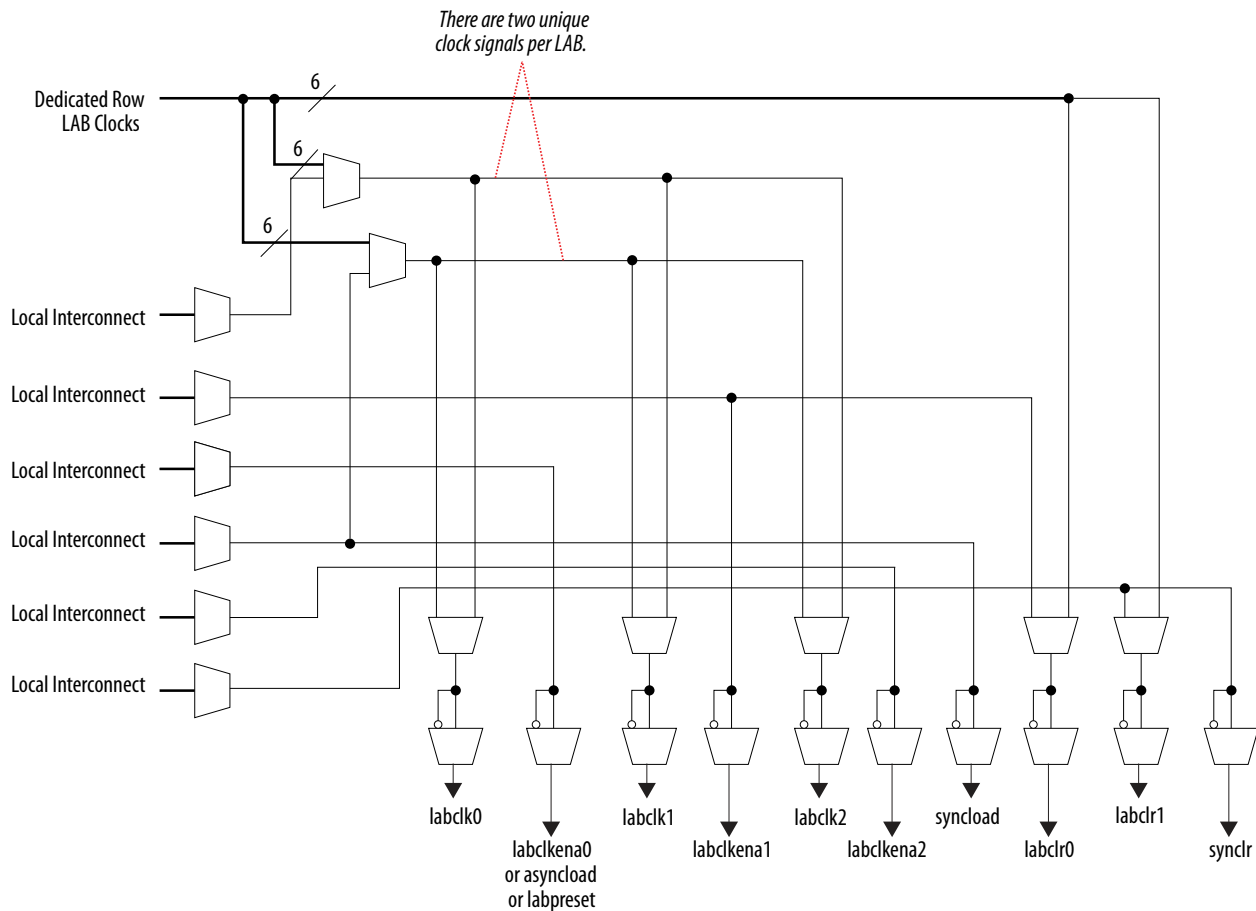 There are two unique
clock signals per LAB.
6
Dedicated Row
LAB Clocks
6
6
Local Interconnect
Local Interconnect
Local Interconnect
Local Interconnect
Local Interconnect
Local Interconnect
labclk0
labclk1
labclk2
syncload
labclr1
labclkena0
or asyncload
or labpreset
labclkena1
labclkena2
labclr0
synclr